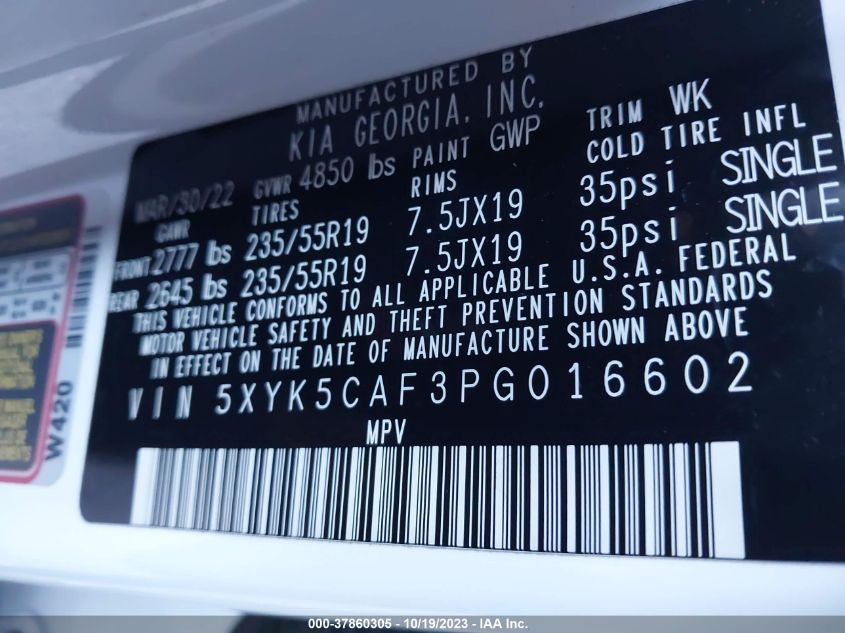 MANUFACTURED BY
KIA GEORGIA, INC.
MAR/30/22 GVWR 4850 lbs PAINT GWP TRIM WK
GAWR TIRES RIMS COLD TIRE INFL
FRONT 2777 lbs 235/55R19 7.5JX19 35psi SINGLE
REAR 2645 lbs 235/55R19 7.5JX19 35psi SINGLE
THIS VEHICLE CONFORMS TO ALL APPLICABLE U.S.A. FEDERAL
MOTOR VEHICLE SAFETY AND THEFT PREVENTION STANDARDS
IN EFFECT ON THE DATE OF MANUFACTURE SHOWN ABOVE
VIN 5XYK5CAF3PG016602
MPV
W420
000-37860305 - 10/19/2023 - IAA Inc.